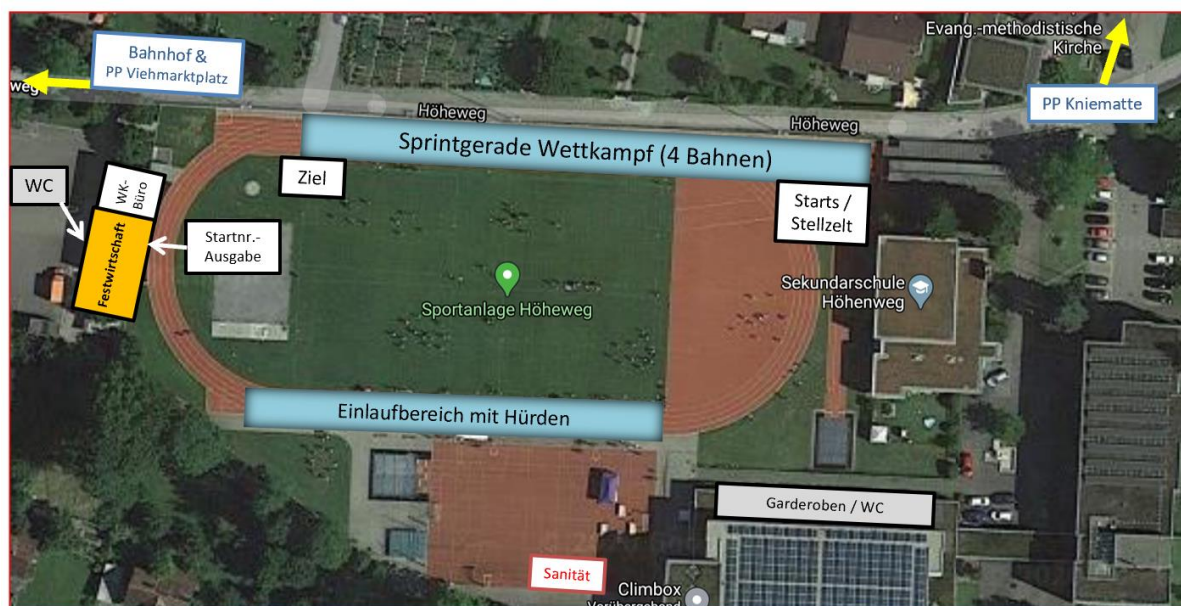 Evang.-methodistische
Kirche
Bahnhof &
PP Viehmarktplatz
weg
PP Kniematte
Höheweg
Höheweg
Sprintgerade Wettkampf (4 Bahnen)
WC
WK-
Büro
Ziel
Starts /
Stellzelt
Festwirtschaft
Startnr.-
Ausgabe
Sportanlage Höheweg
Sekundarschule
Höhenweg
Einlaufbereich mit Hürden
Garderoben / WC
Sanität
Climbox
Vorübergehend